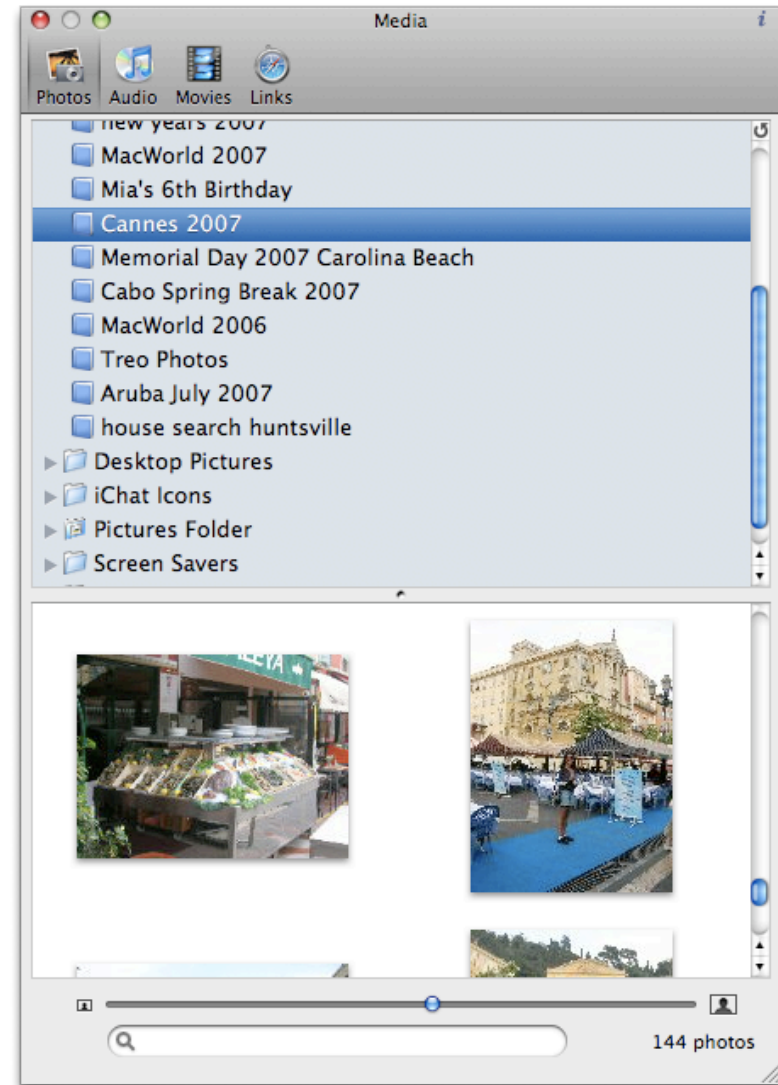 Media
i
Photos Audio Movies Links
new years 2007
MacWorld 2007
Mia's 6th Birthday
Cannes 2007
Memorial Day 2007 Carolina Beach
Cabo Spring Break 2007
MacWorld 2006
Treo Photos
Aruba July 2007
house search huntsville
Desktop Pictures
iChat Icons
Pictures Folder
Screen Savers
144 photos